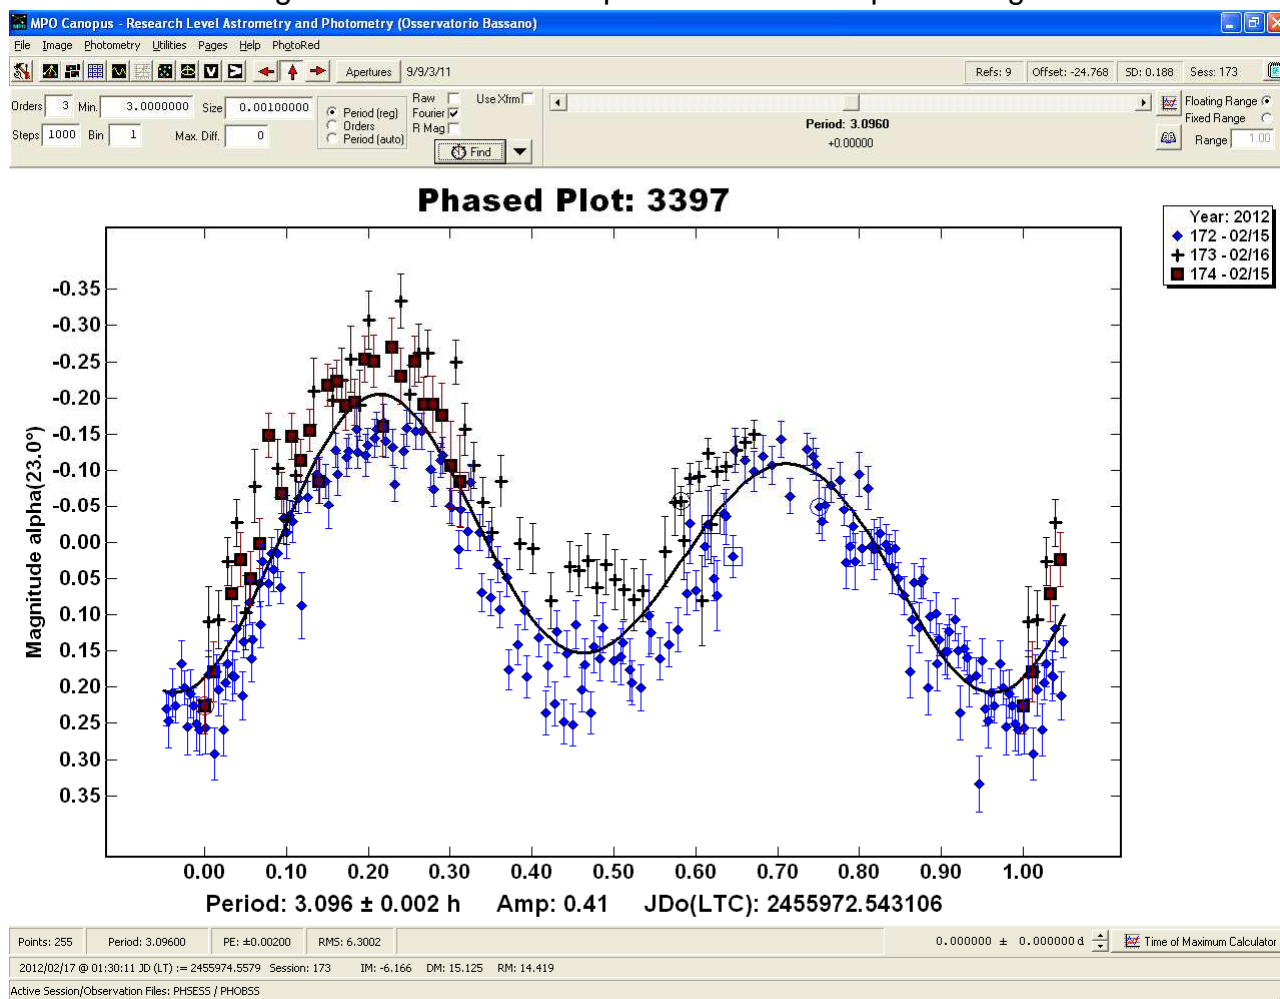 MPO Canopus - Research Level Astrometry and Photometry (Osservatorio Bassano)
File Image Photometry Utilities Pages Help PhotoRed
Apertures 9/9/3/11 Refs: 9 Offset: -24.768 SD: 0.188 Sess: 173
Orders 3 Min. 3.0000000 Size 0.00100000
Steps 1000 Bin 1 Max. Diff. 0
Period (reg)
Orders
Period (auto)
Raw Use Xfrm
Fourier
R Mag
Find
Period: 3.0960
+0.00000
Floating Range
Fixed Range
Range 1.00
Phased Plot: 3397
Year: 2012
172 - 02/15
173 - 02/16
174 - 02/15
Magnitude alpha(23.0°)
-0.35
-0.30
-0.25
-0.20
-0.15
-0.10
-0.05
0.00
0.05
0.10
0.15
0.20
0.25
0.30
0.35
0.00 0.10 0.20 0.30 0.40 0.50 0.60 0.70 0.80 0.90 1.00
Period: 3.096 ± 0.002 h Amp: 0.41 JDo(LTC): 2455972.543106
Points: 255 Period: 3.09600 PE: ±0.00200 RMS: 6.3002 0.000000 ± 0.000000 d Time of Maximum Calculator
2012/02/17 @ 01:30:11 JD (LT) := 2455974.5579 Session: 173 IM: -6.166 DM: 15.125 RM: 14.419
Active Session/Observation Files: PHSESS / PHOBSS